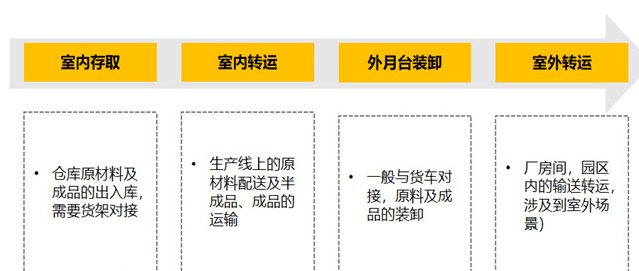 室内存取
室内转运
外月台装卸
室外转运
• 仓库原材料及
成品的出入库，
需要货架对接
• 生产线上的原
材料配送及半
成品、成品的
运输
• 一般与货车对
接，原料及成
品的装卸
• 厂房间，园区
内的输送转运，
涉及到室外场
景）